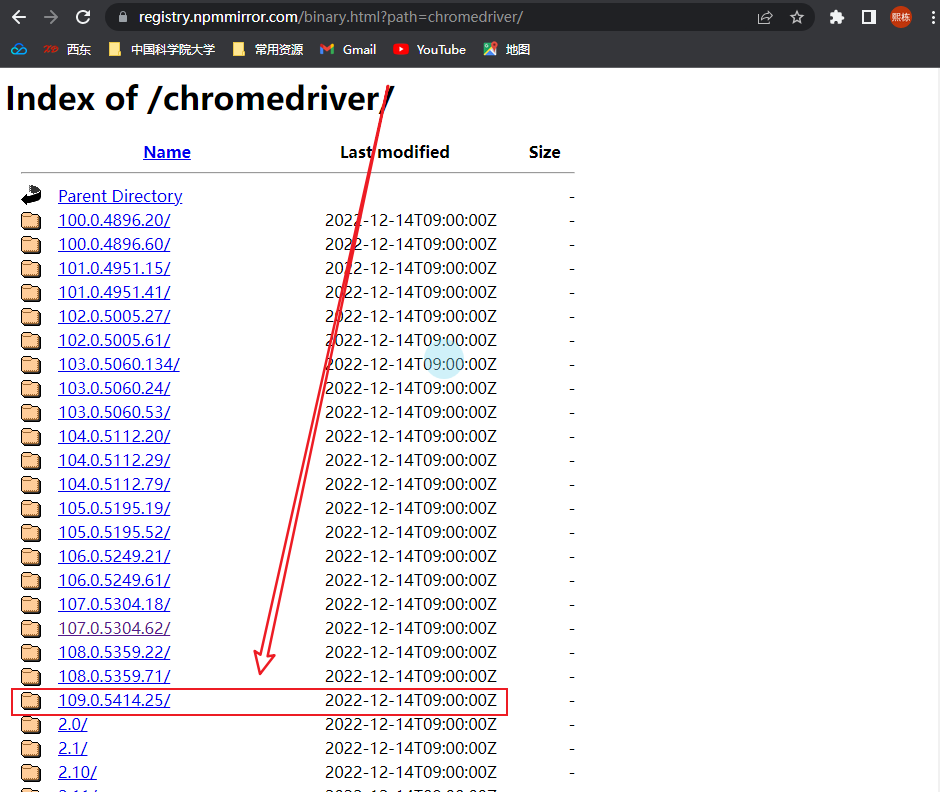 registry.npmmirror.com/binary.html?path=chromedriver/
熙栋
西东 中国科学院大学 常用资源 Gmail YouTube 地图
Index of /chromedriver/
Name Last modified Size
Parent Directory -
100.0.4896.20/ 2022-12-14T09:00:00Z -
100.0.4896.60/ 2022-12-14T09:00:00Z -
101.0.4951.15/ 2022-12-14T09:00:00Z -
101.0.4951.41/ 2022-12-14T09:00:00Z -
102.0.5005.27/ 2022-12-14T09:00:00Z -
102.0.5005.61/ 2022-12-14T09:00:00Z -
103.0.5060.134/ 2022-12-14T09:00:00Z -
103.0.5060.24/ 2022-12-14T09:00:00Z -
103.0.5060.53/ 2022-12-14T09:00:00Z -
104.0.5112.20/ 2022-12-14T09:00:00Z -
104.0.5112.29/ 2022-12-14T09:00:00Z -
104.0.5112.79/ 2022-12-14T09:00:00Z -
105.0.5195.19/ 2022-12-14T09:00:00Z -
105.0.5195.52/ 2022-12-14T09:00:00Z -
106.0.5249.21/ 2022-12-14T09:00:00Z -
106.0.5249.61/ 2022-12-14T09:00:00Z -
107.0.5304.18/ 2022-12-14T09:00:00Z -
107.0.5304.62/ 2022-12-14T09:00:00Z -
108.0.5359.22/ 2022-12-14T09:00:00Z -
108.0.5359.71/ 2022-12-14T09:00:00Z -
109.0.5414.25/ 2022-12-14T09:00:00Z -
2.0/ 2022-12-14T09:00:00Z -
2.1/ 2022-12-14T09:00:00Z -
2.10/ 2022-12-14T09:00:00Z -